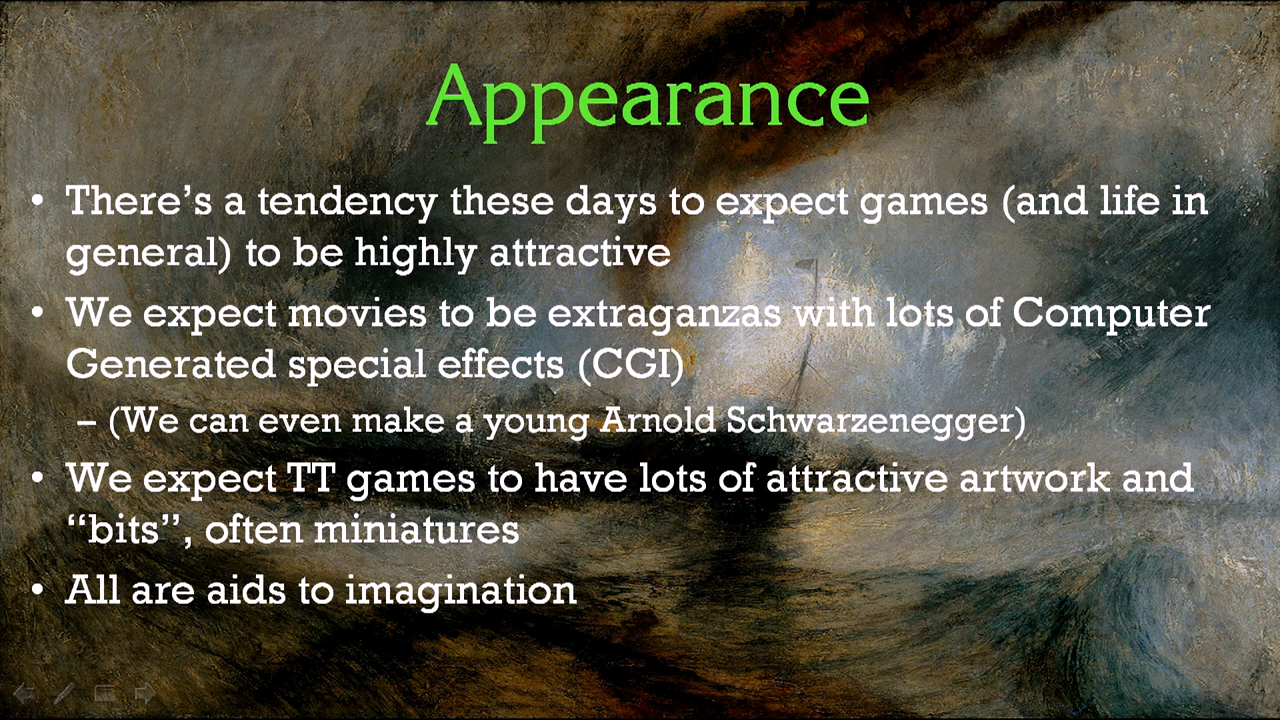 Appearance
• There’s a tendency these days to expect games (and life in
general) to be highly attractive
• We expect movies to be extraganzas with lots of Computer
Generated special effects (CGI)
– (We can even make a young Arnold Schwarzenegger)
• We expect TT games to have lots of attractive artwork and
“bits”, often miniatures
• All are aids to imagination